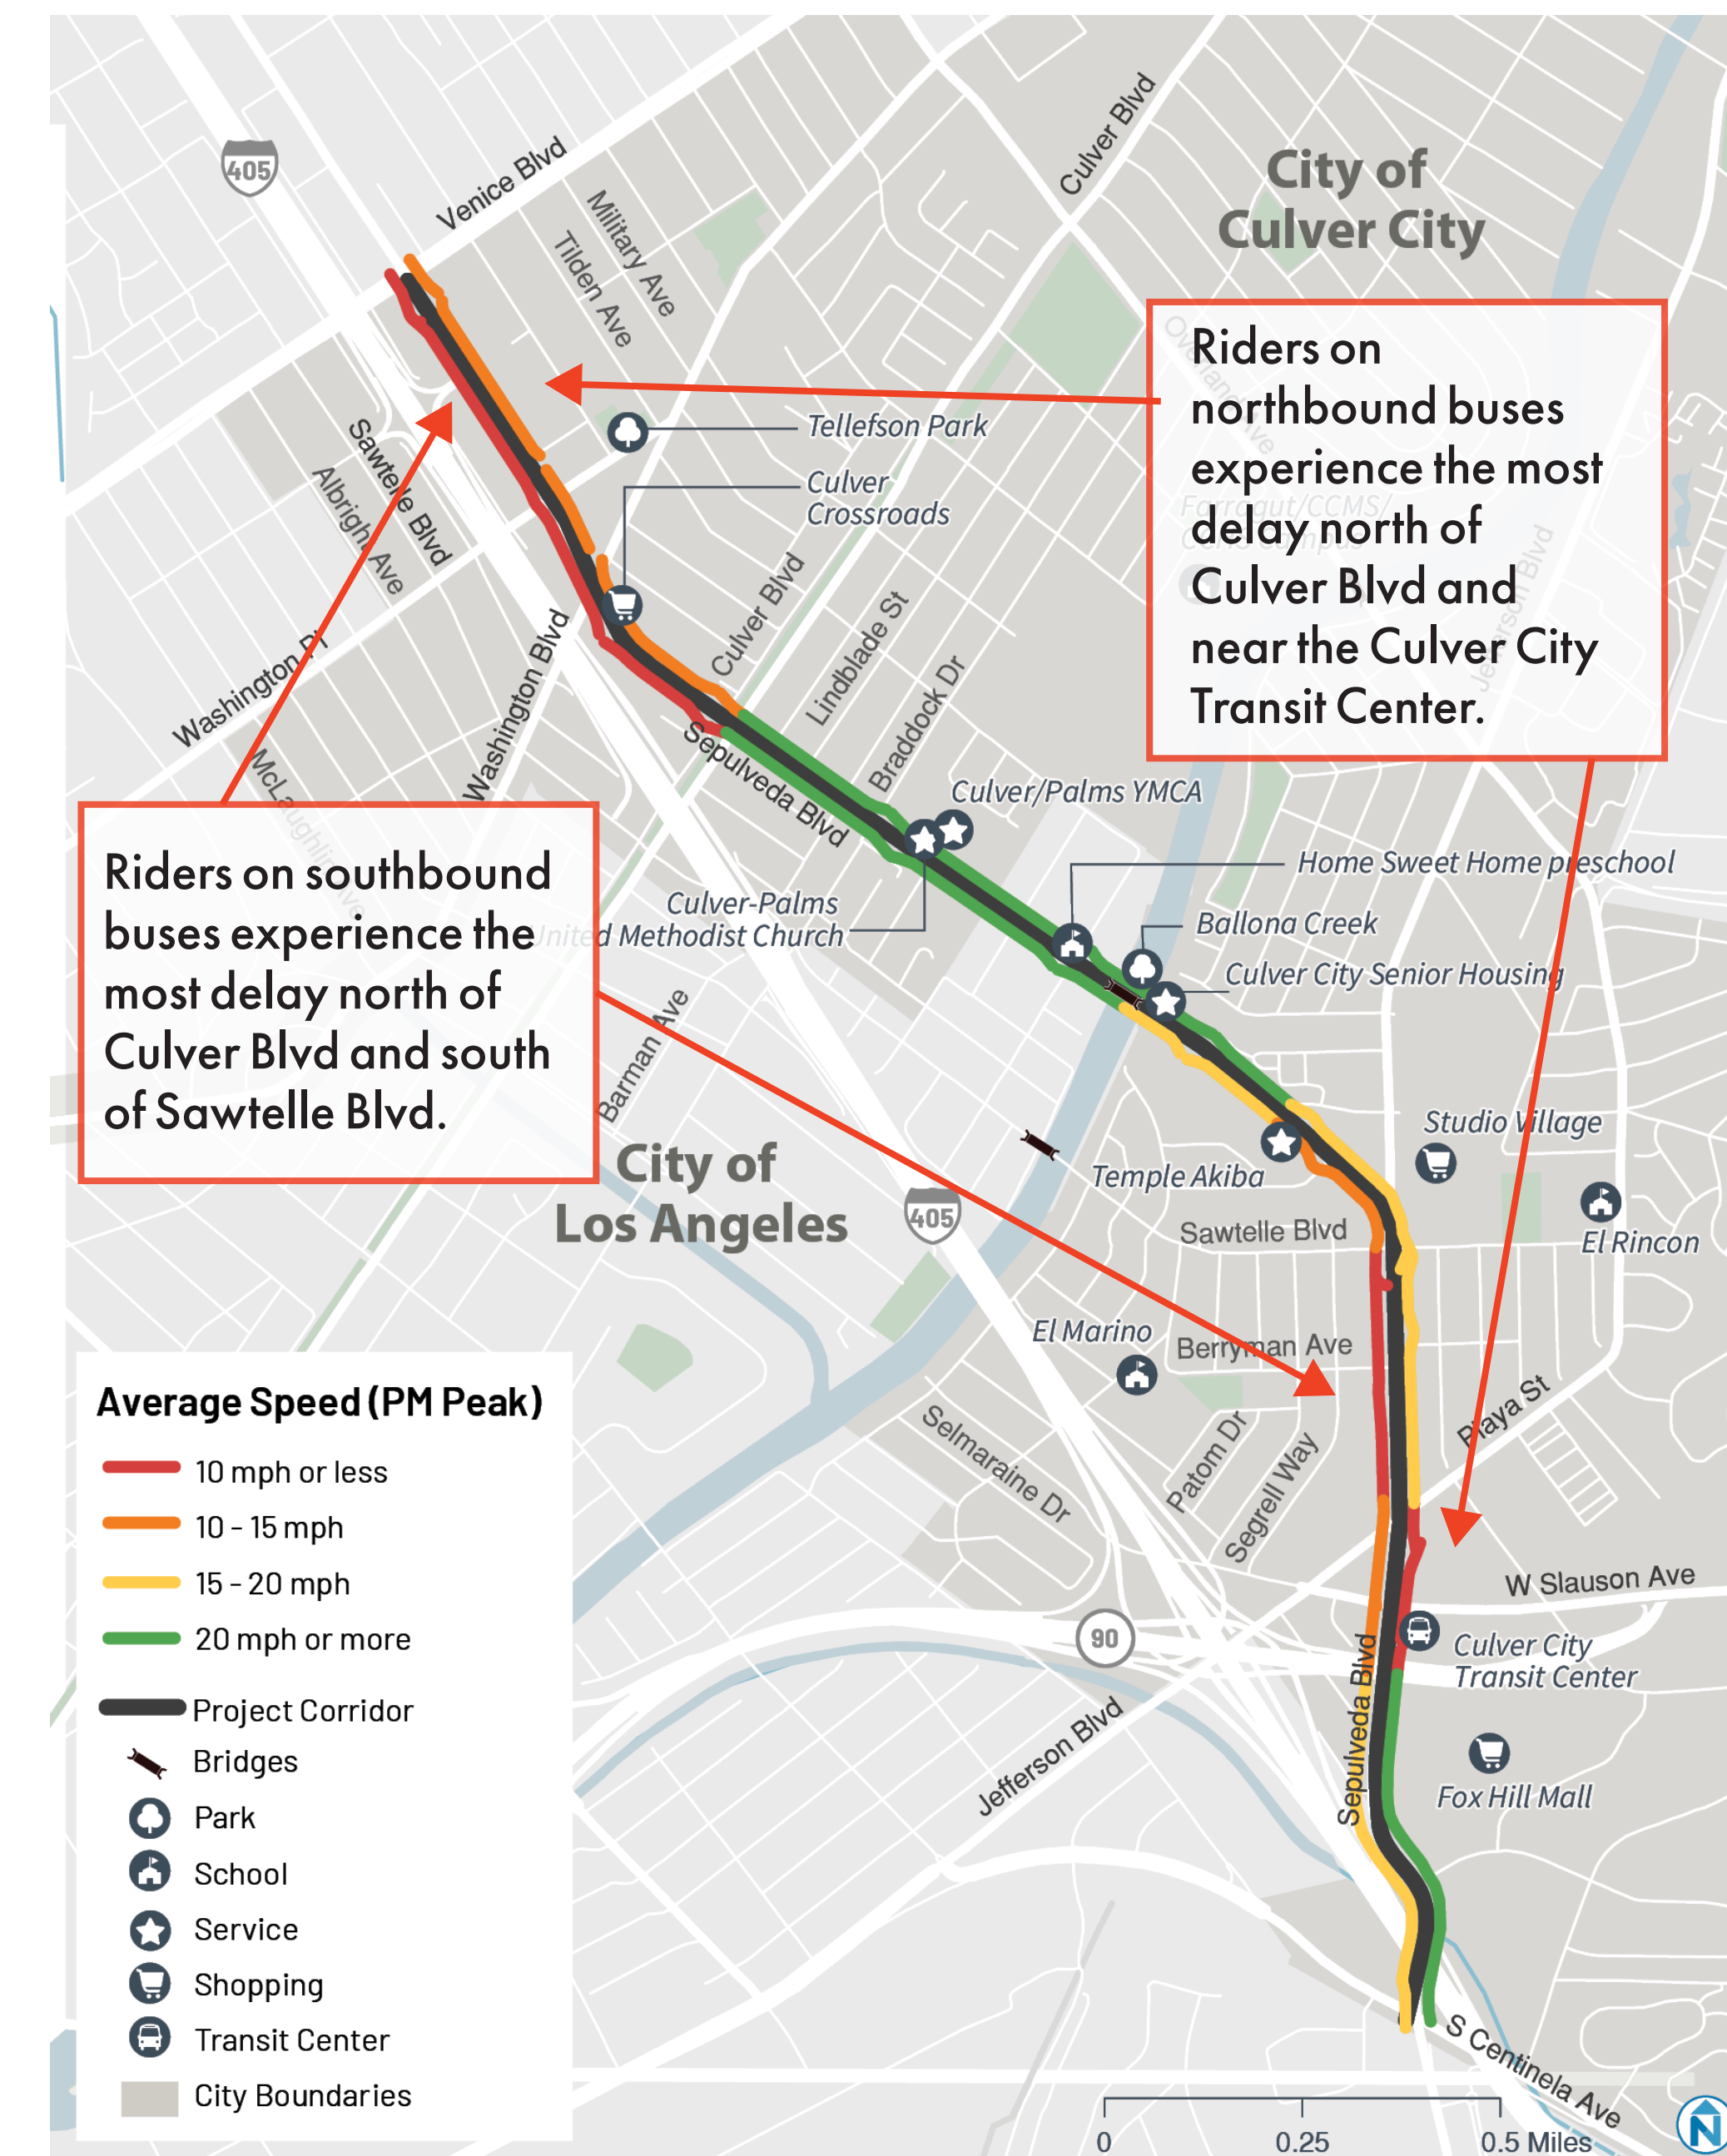 405
Venice Blvd
Military Ave
Tilden Ave
Culver Blvd
City of
Culver City
Riders on
northbound buses
experience the most
delay north of
Culver Blvd and
near the Culver City
Transit Center.
Overland Ave
Farragut/CCMS/
Jefferson Blvd
Tellefson Park
Culver
Crossroads
Sawtelle Blvd
Albright Ave
Washington Pl
Washington Blvd
McLaughlin Ave
Culver Blvd
Lindblade St
Braddock Dr
Sepulveda Blvd
Culver/Palms YMCA
Home Sweet Home preschool
Ballona Creek
Culver City Senior Housing
Culver-Palms
United Methodist Church
Riders on southbound
buses experience the
most delay north of
Culver Blvd and south
of Sawtelle Blvd.
Barman Ave
City of
Los Angeles
405
Studio Village
Temple Akiba
Sawtelle Blvd
El Rincon
El Marino
Berryman Ave
Selmaraine Dr
Patom Dr
Segrell Way
Playa St
W Slauson Ave
90
Culver City
Transit Center
Sepulveda Blvd
Jefferson Blvd
Fox Hill Mall
S Centinela Ave
Average Speed (PM Peak)
10 mph or less
10 - 15 mph
15 - 20 mph
20 mph or more
Project Corridor
Bridges
Park
School
Service
Shopping
Transit Center
City Boundaries
0 0.25 0.5 Miles
N